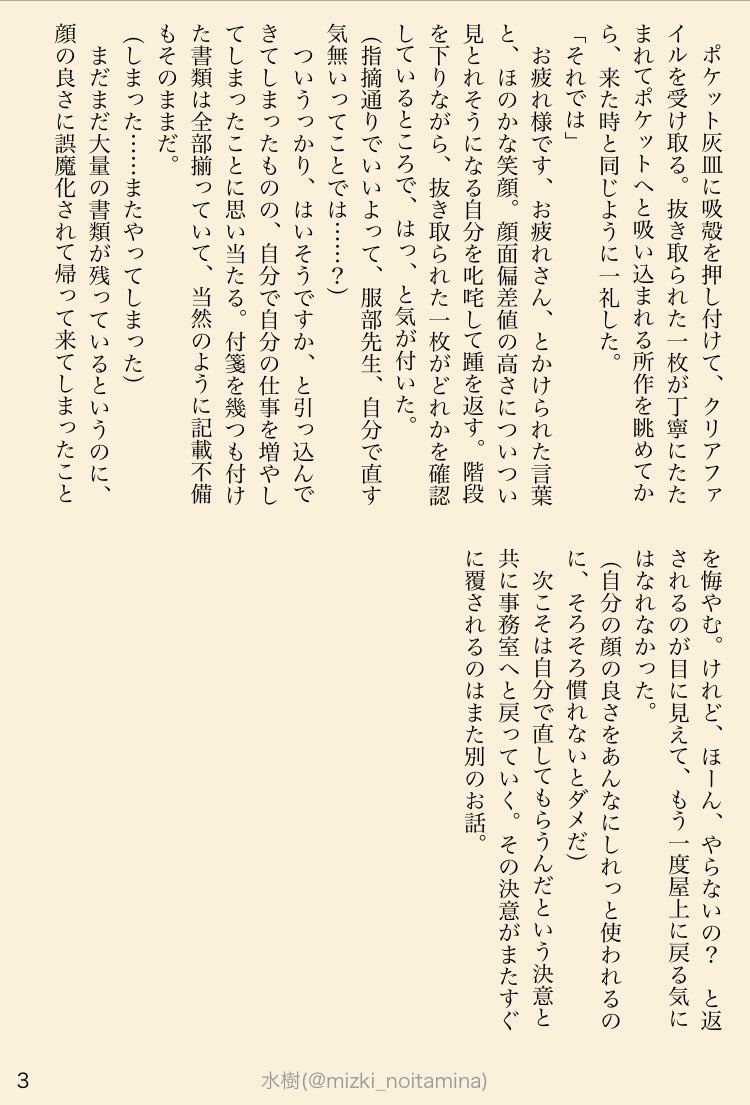 ポケット灰皿に吸殻を押し付けて、クリアファ
イルを受け取る。抜き取られた一枚が丁寧にたた
まれてポケットへと吸い込まれる所作を眺めてか
ら、来た時と同じように一礼した。
「それでは」
　お疲れ様です、お疲れさん、とかけられた言葉
と、ほのかな笑顔。顔面偏差値の高さについつい
見とれそうになる自分を叱咤して踵を返す。階段
を下りながら、抜き取られた一枚がどれかを確認
しているところで、はっ、と気が付いた。
(指摘通りでいいよって、服部先生、自分で直す
気無いってことでは……？)
　ついうっかり、はいそうですか、と引っ込んで
きてしまったものの、自分で自分の仕事を増やし
てしまったことに思い当たる。付箋を幾つも付け
た書類は全部揃っていて、当然のように記載不備
もそのままだ。
(しまった……またやってしまった)
　まだまだ大量の書類が残っているというのに、
顔の良さに誤魔化されて帰って来てしまったこと
を悔やむ。けれど、ほーん、やらないの？　と返
されるのが目に見えて、もう一度屋上に戻る気に
はなれなかった。
(自分の顔の良さをあんなにしれっと使われるの
に、そろそろ慣れないとダメだ)
　次こそは自分で直してもらうんだという決意と
共に事務室へと戻っていく。その決意がまたすぐ
に覆されるのはまた別のお話。
3
水樹(@mizki_noitamina)